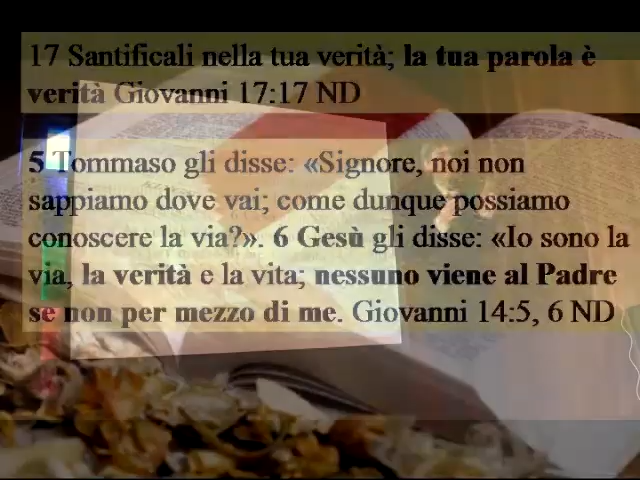 17 Santificali nella tua verità; la tua parola è
verità Giovanni 17:17 ND
5 Tommaso gli disse: «Signore, noi non
sappiamo dove vai; come dunque possiamo
conoscere la via?». 6 Gesù gli disse: «Io sono la
via, la verità e la vita; nessuno viene al Padre
se non per mezzo di me. Giovanni 14:5, 6 ND